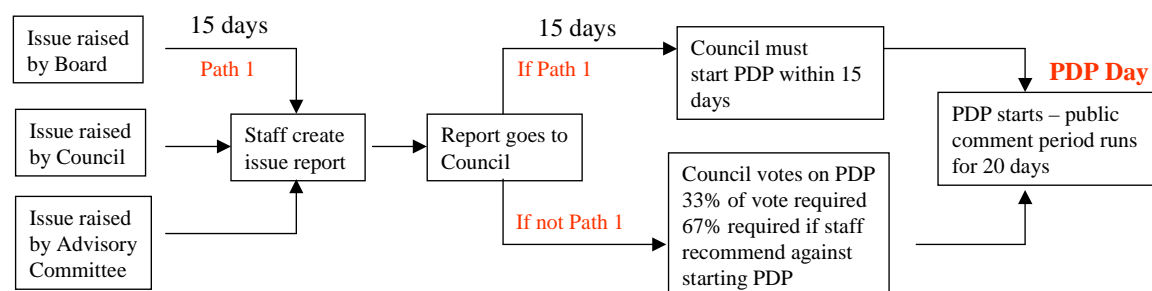 Issue raised
by Board
15 days
Path 1
Issue raised
by Council
Issue raised
by Advisory
Committee
Staff create
issue report
Report goes to
Council
15 days
If Path 1
If not Path 1
Council must
start PDP within 15
days
Council votes on PDP
33% of vote required
67% required if staff
recommend against
starting PDP
PDP Day
PDP starts – public
comment period runs
for 20 days